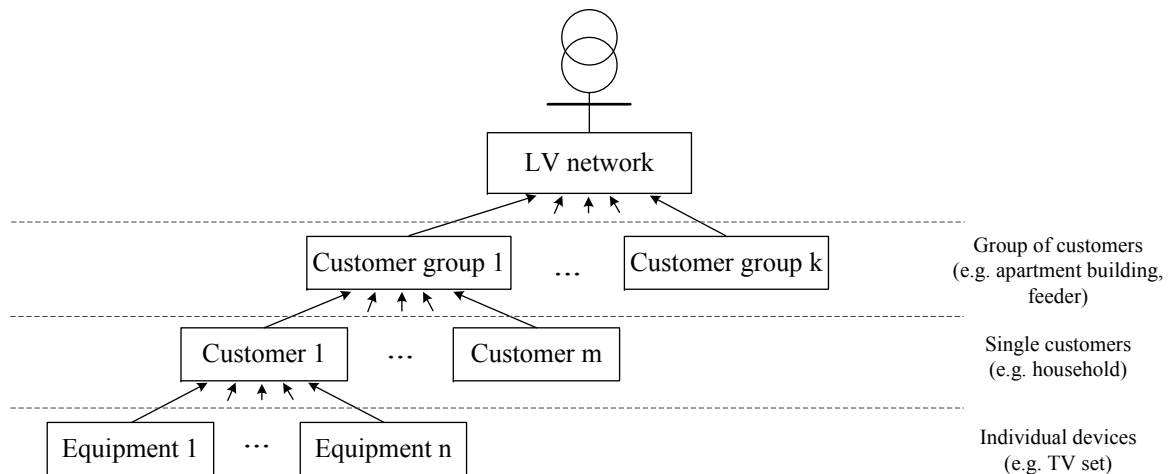 LV network
Customer group 1
...
Customer group k
Group of customers
(e.g. apartment building,
feeder)
Customer 1
...
Customer m
Single customers
(e.g. household)
Equipment 1
...
Equipment n
Individual devices
(e.g. TV set)